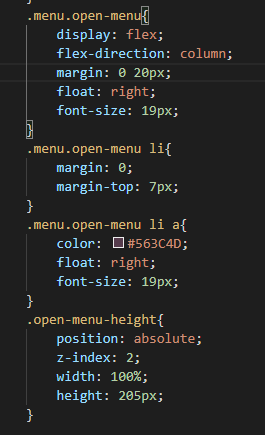 }
.menu.open-menu{
display: flex;
flex-direction: column;
margin: 0 20px;
float: right;
font-size: 19px;
}
.menu.open-menu li{
margin: 0;
margin-top: 7px;
}
.menu.open-menu li a{
color: #563C4D;
float: right;
font-size: 19px;
}
.open-menu-height{
position: absolute;
z-index: 2;
width: 100%;
height: 205px;
}